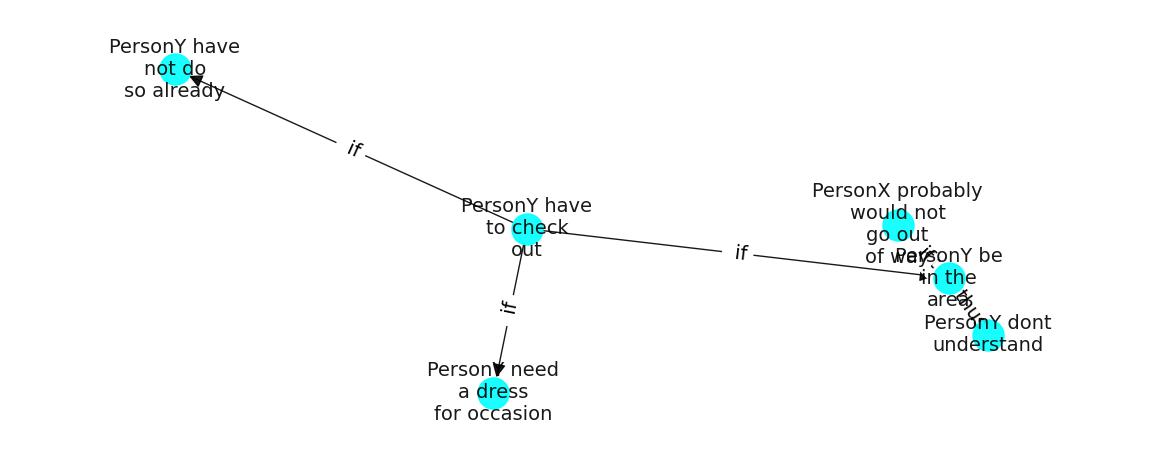 PersonY have
not do
so already
if
PersonX probably
would not
go out
of way
PersonY have
to check
out
if
PersonY be
in the
area
if
PersonY dont
understand
PersonY need
a dress
for occasion